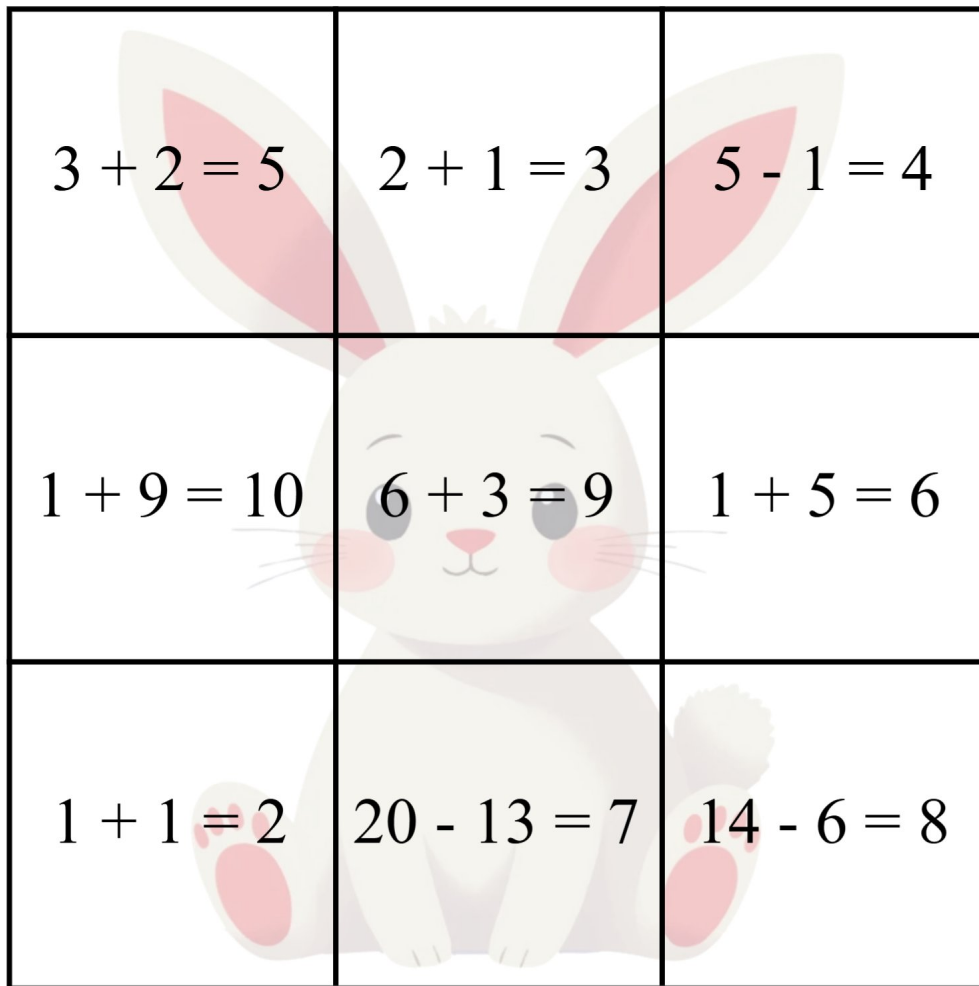 3 + 2 = 5
2 + 1 = 3
5 - 1 = 4
1 + 9 = 10
6 + 3 = 9
1 + 5 = 6
1 + 1 = 2
20 - 13 = 7
14 - 6 = 8